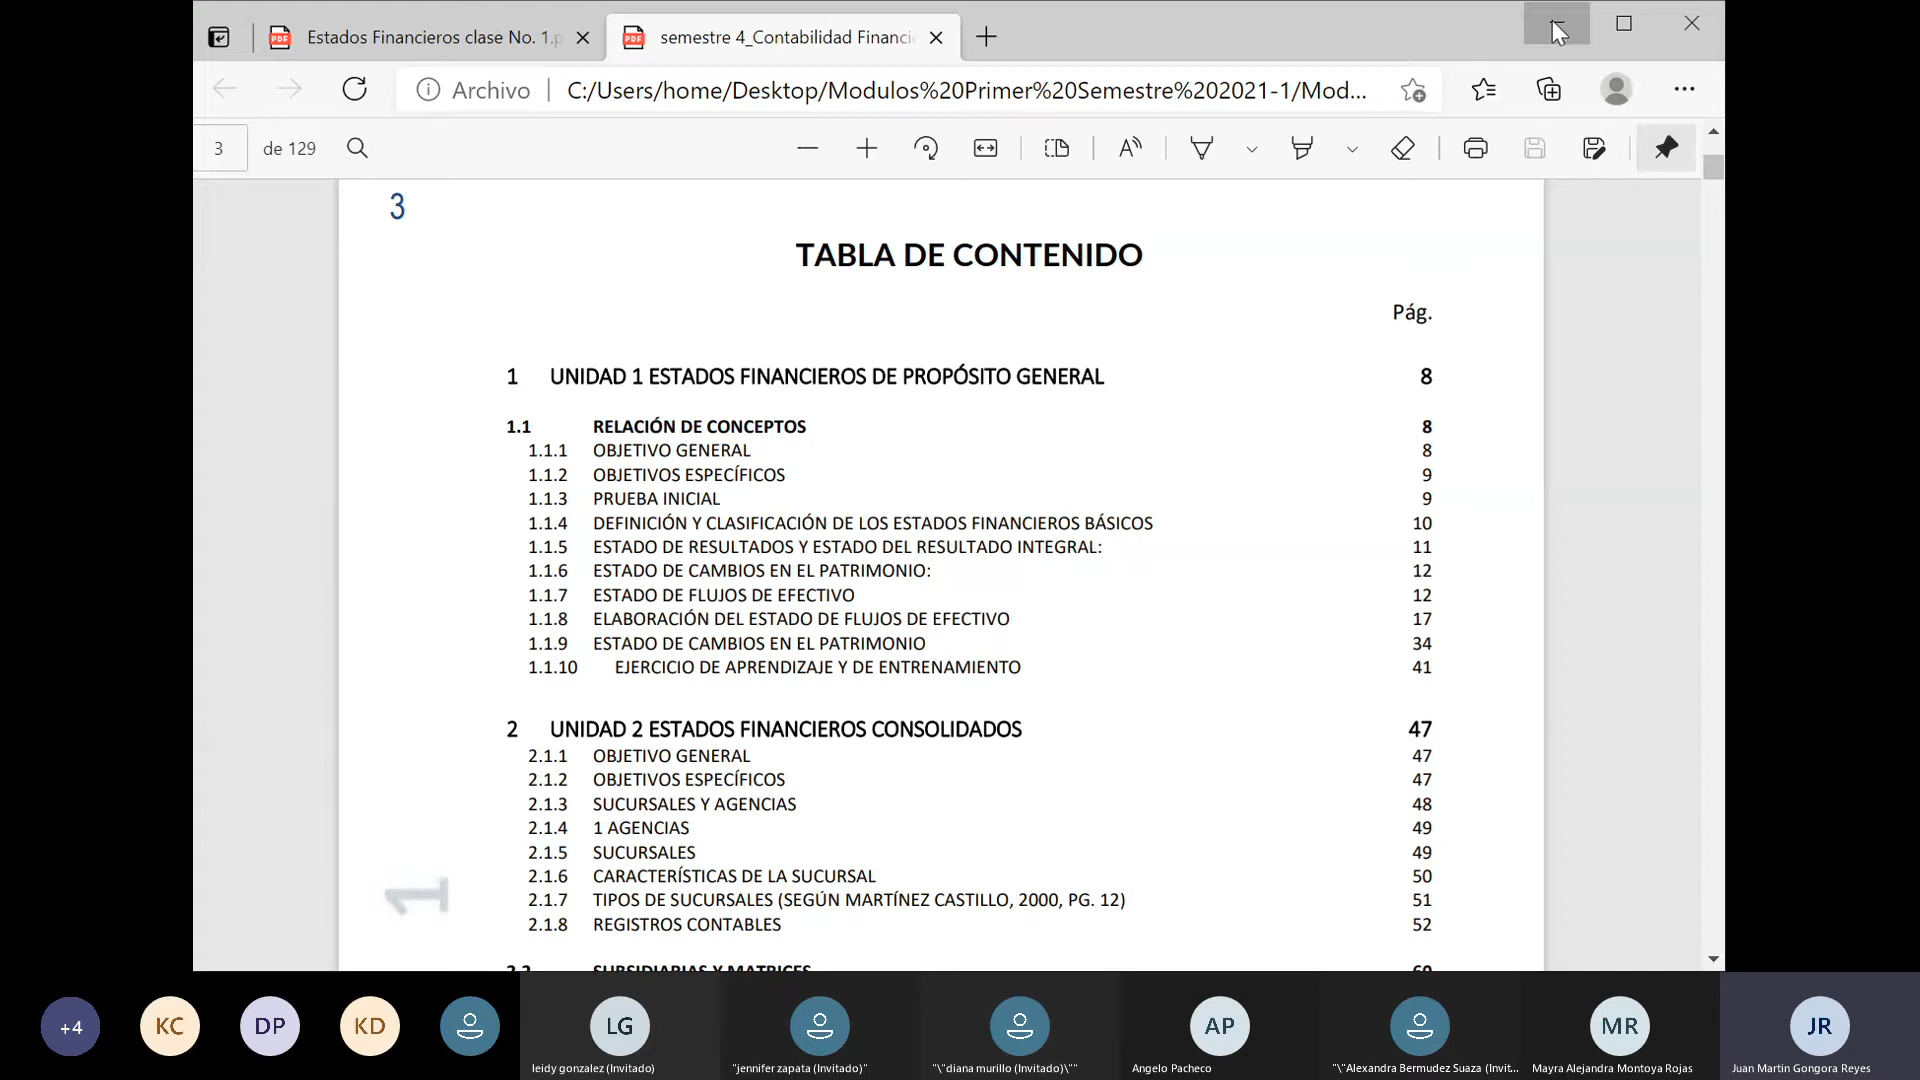 Estados Financieros clase No. 1.p
semestre 4_Contabilidad Financi
Archivo
C:/Users/home/Desktop/Modulos%20Primer%20Semestre%202021-1/Mod...
3 de 129
3
TABLA DE CONTENIDO
Pág.
1 UNIDAD 1 ESTADOS FINANCIEROS DE PROPÓSITO GENERAL 8
1.1 RELACIÓN DE CONCEPTOS 8
1.1.1 OBJETIVO GENERAL 8
1.1.2 OBJETIVOS ESPECÍFICOS 9
1.1.3 PRUEBA INICIAL 9
1.1.4 DEFINICIÓN Y CLASIFICACIÓN DE LOS ESTADOS FINANCIEROS BÁSICOS 10
1.1.5 ESTADO DE RESULTADOS Y ESTADO DEL RESULTADO INTEGRAL: 11
1.1.6 ESTADO DE CAMBIOS EN EL PATRIMONIO: 12
1.1.7 ESTADO DE FLUJOS DE EFECTIVO 12
1.1.8 ELABORACIÓN DEL ESTADO DE FLUJOS DE EFECTIVO 17
1.1.9 ESTADO DE CAMBIOS EN EL PATRIMONIO 34
1.1.10 EJERCICIO DE APRENDIZAJE Y DE ENTRENAMIENTO 41
2 UNIDAD 2 ESTADOS FINANCIEROS CONSOLIDADOS 47
2.1.1 OBJETIVO GENERAL 47
2.1.2 OBJETIVOS ESPECÍFICOS 47
2.1.3 SUCURSALES Y AGENCIAS 48
2.1.4 1 AGENCIAS 49
2.1.5 SUCURSALES 49
2.1.6 CARACTERÍSTICAS DE LA SUCURSAL 50
2.1.7 TIPOS DE SUCURSALES (SEGÚN MARTÍNEZ CASTILLO, 2000, PG. 12) 51
2.1.8 REGISTROS CONTABLES 52
2.2 SUBSIDIARIAS Y MATRICES 60
1
+4 KC DP KD LG AP MR JR
leidy gonzalez (Invitado) "jennifer zapata (Invitado)" "\"diana murillo (Invitado)\"" Angelo Pacheco "\"Alexandra Bermudez Suaza (Invit... Mayra Alejandra Montoya Rojas Juan Martin Gongora Reyes